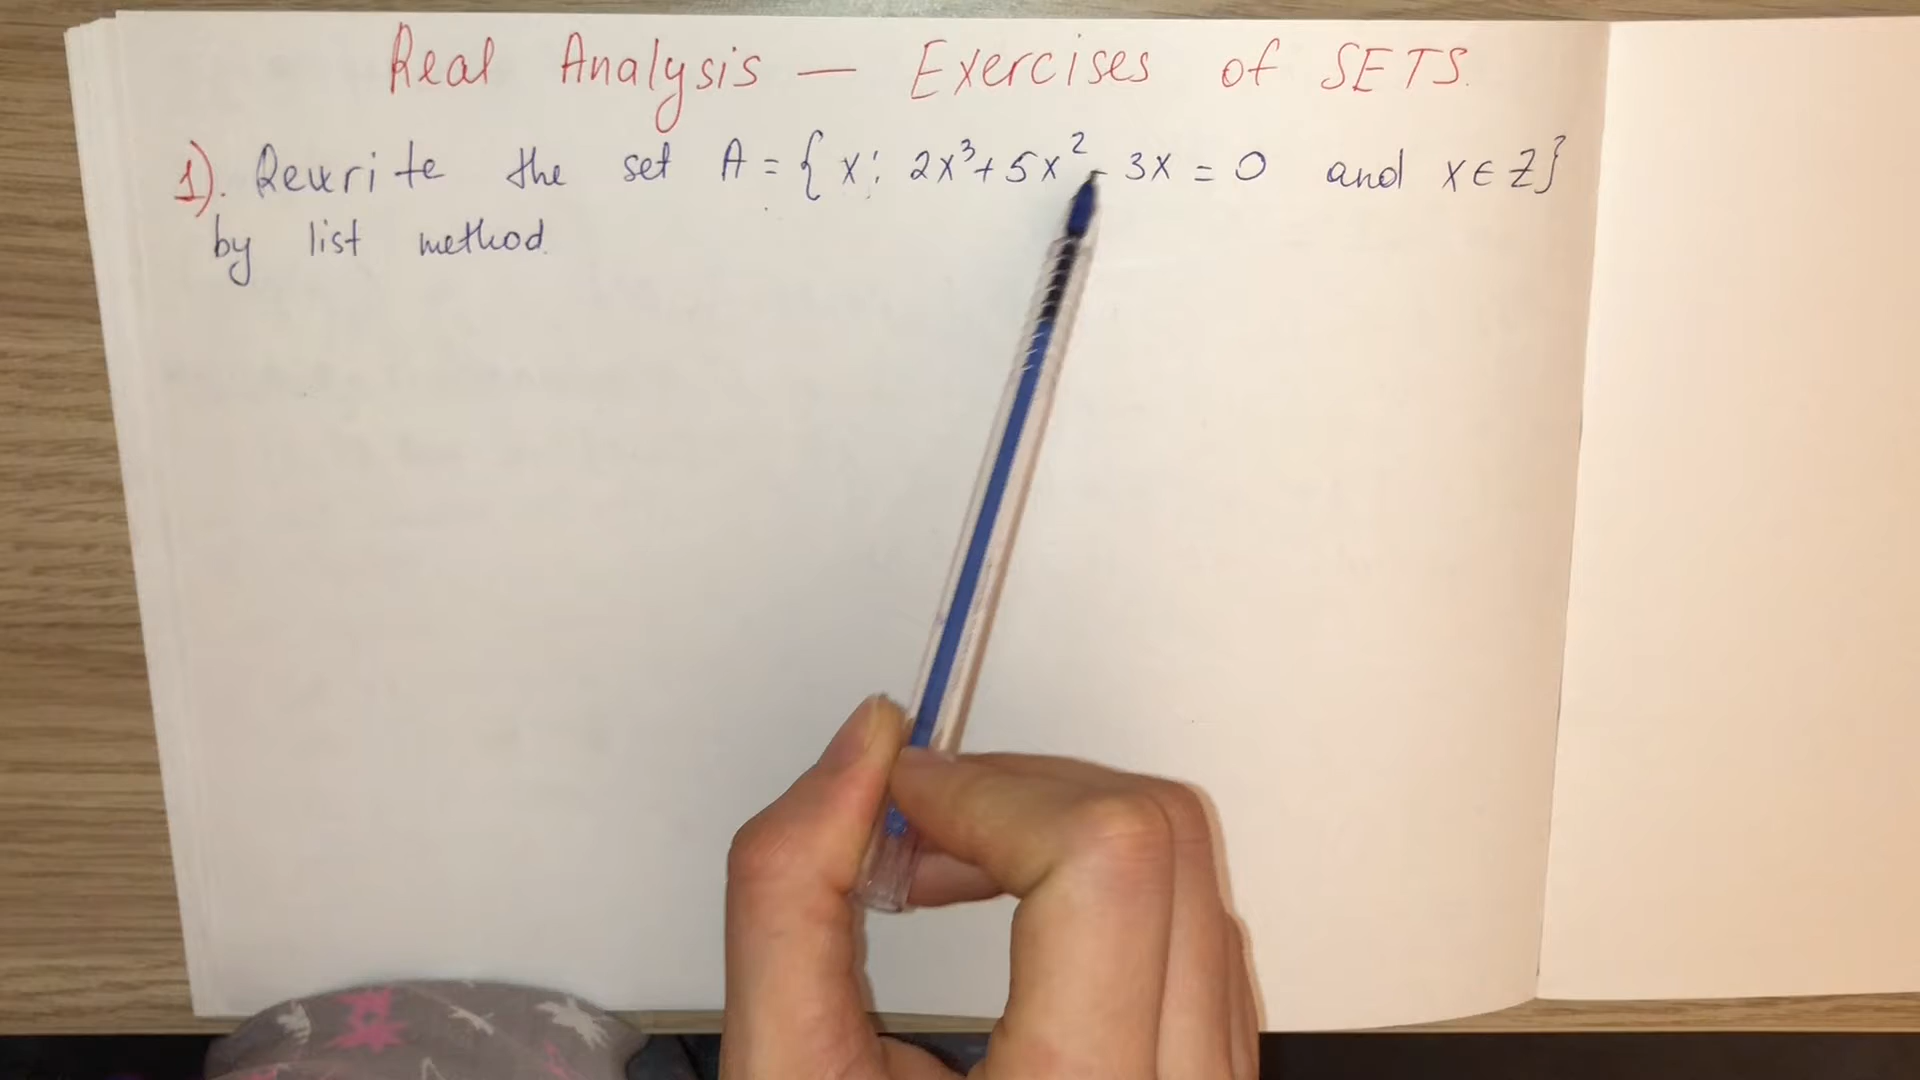 Real Analysis — Exercises of SETS.
1). Rewrite the set A = { x: 2x³+5x²-3x = 0 and x∈Z}
by list method.